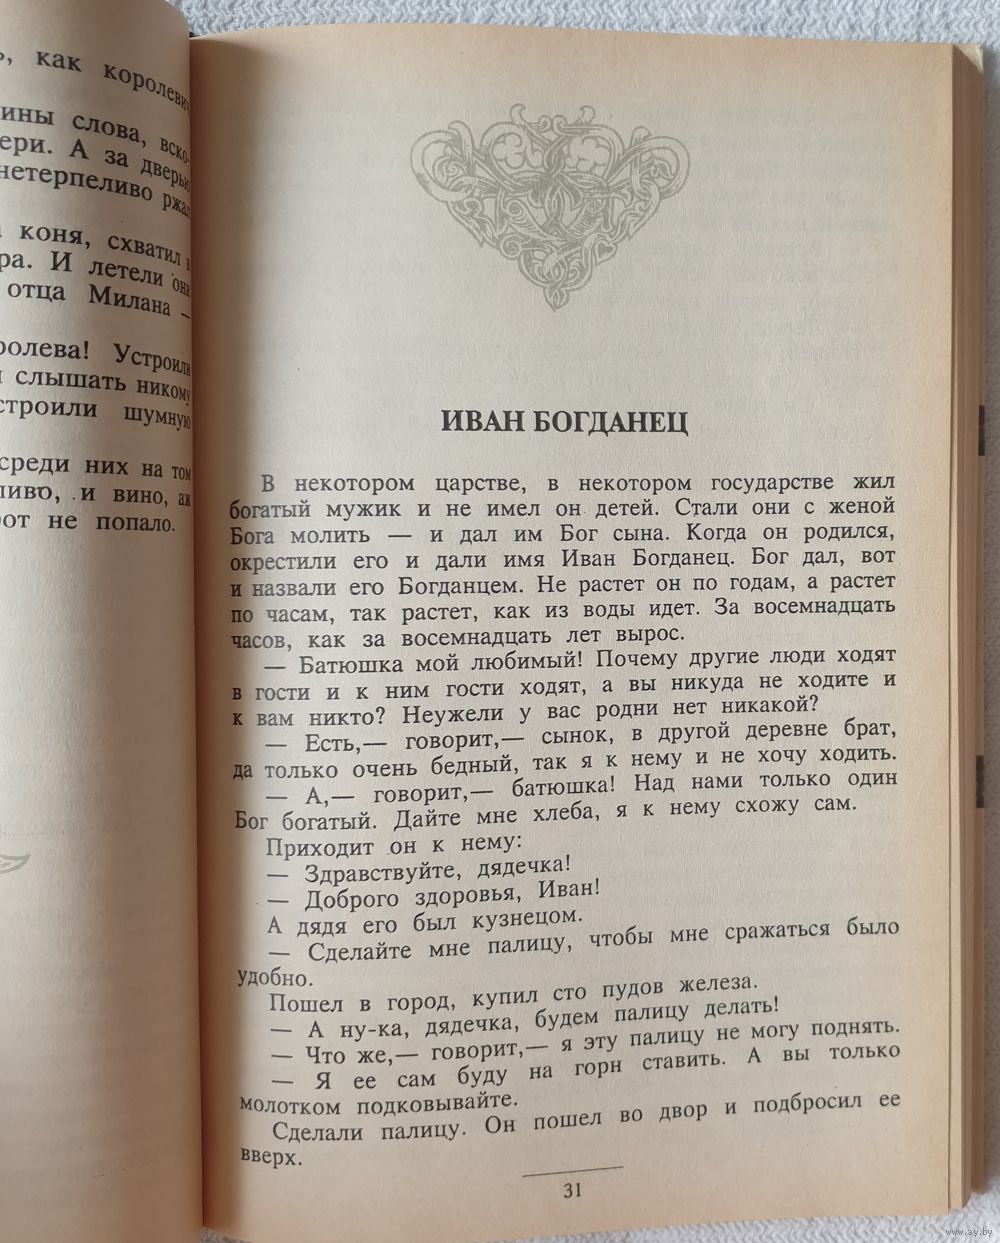 как королевич
ины слова, вско-
ери. А за дверью
нетерпеливо ржал
коня, схватил в
ра. И летели они
отца Милана —
ролева! Устроили
слышать никому
строили шумную
среди них на том
ливо, и вино, аж
рот не попало.
ИВАН БОГДАНЕЦ
В некотором царстве, в некотором государстве жил
богатый мужик и не имел он детей. Стали они с женой
Бога молить — и дал им Бог сына. Когда он родился,
окрестили его и дали имя Иван Богданец. Бог дал, вот
и назвали его Богданцем. Не растет он по годам, а растет
по часам, так растет, как из воды идет. За восемнадцать
часов, как за восемнадцать лет вырос.
— Батюшка мой любимый! Почему другие люди ходят
в гости и к ним гости ходят, а вы никуда не ходите и
к вам никто? Неужели у вас родни нет никакой?
— Есть,— говорит,— сынок, в другой деревне брат,
да только очень бедный, так я к нему и не хочу ходить.
— А,— говорит,— батюшка! Над нами только один
Бог богатый. Дайте мне хлеба, я к нему схожу сам.
Приходит он к нему:
— Здравствуйте, дядечка!
— Доброго здоровья, Иван!
А дядя его был кузнецом.
— Сделайте мне палицу, чтобы мне сражаться было
удобно.
Пошел в город, купил сто пудов железа.
— А ну-ка, дядечка, будем палицу делать!
— Что же,— говорит,— я эту палицу не могу поднять.
— Я ее сам буду на горн ставить. А вы только
молотком подковывайте.
Сделали палицу. Он пошел во двор и подбросил ее
вверх.
31
www.ay.by